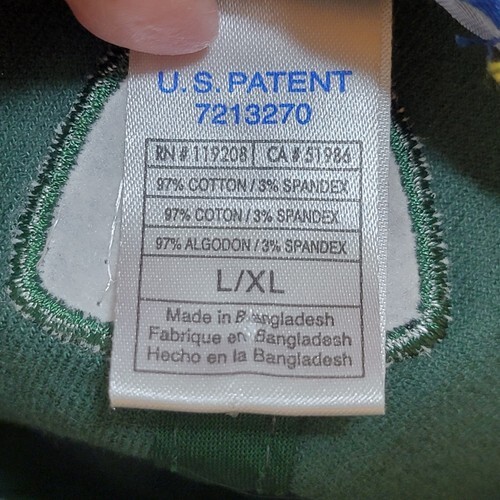 U.S. PATENT
7213270
RN # 119208 CA # 51986
97% COTTON / 3% SPANDEX
97% COTON / 3% SPANDEX
97% ALGODON / 3% SPANDEX
L/XL
Made in Bangladesh
Fabrique en Bangladesh
Hecho en la Bangladesh